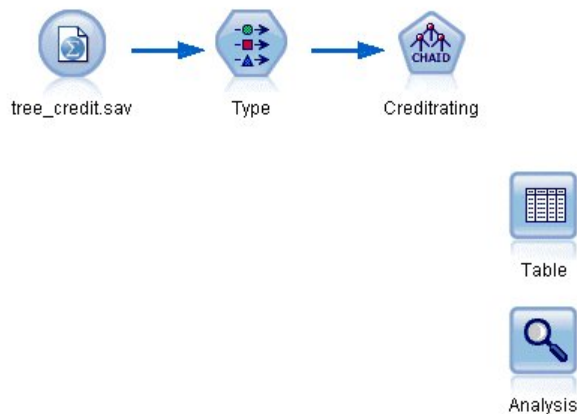 CHAID
tree_credit.sav
Type
Creditrating
Table
Analysis